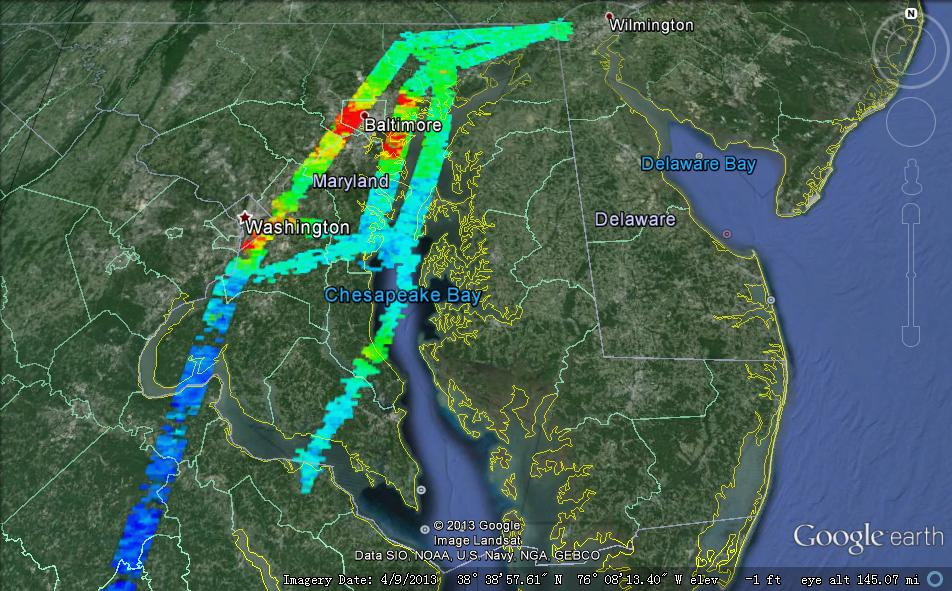 N
Wilmington
Baltimore
Delaware Bay
Maryland
Delaware
Washington
Chesapeake Bay
© 2013 Google
Image Landsat
Data SIO, NOAA, U.S. Navy, NGA, GEBCO
Google earth
Imagery Date: 4/9/2013 38° 38'57.61" N 76° 08'13.40" W elev -1 ft eye alt 145.07 mi